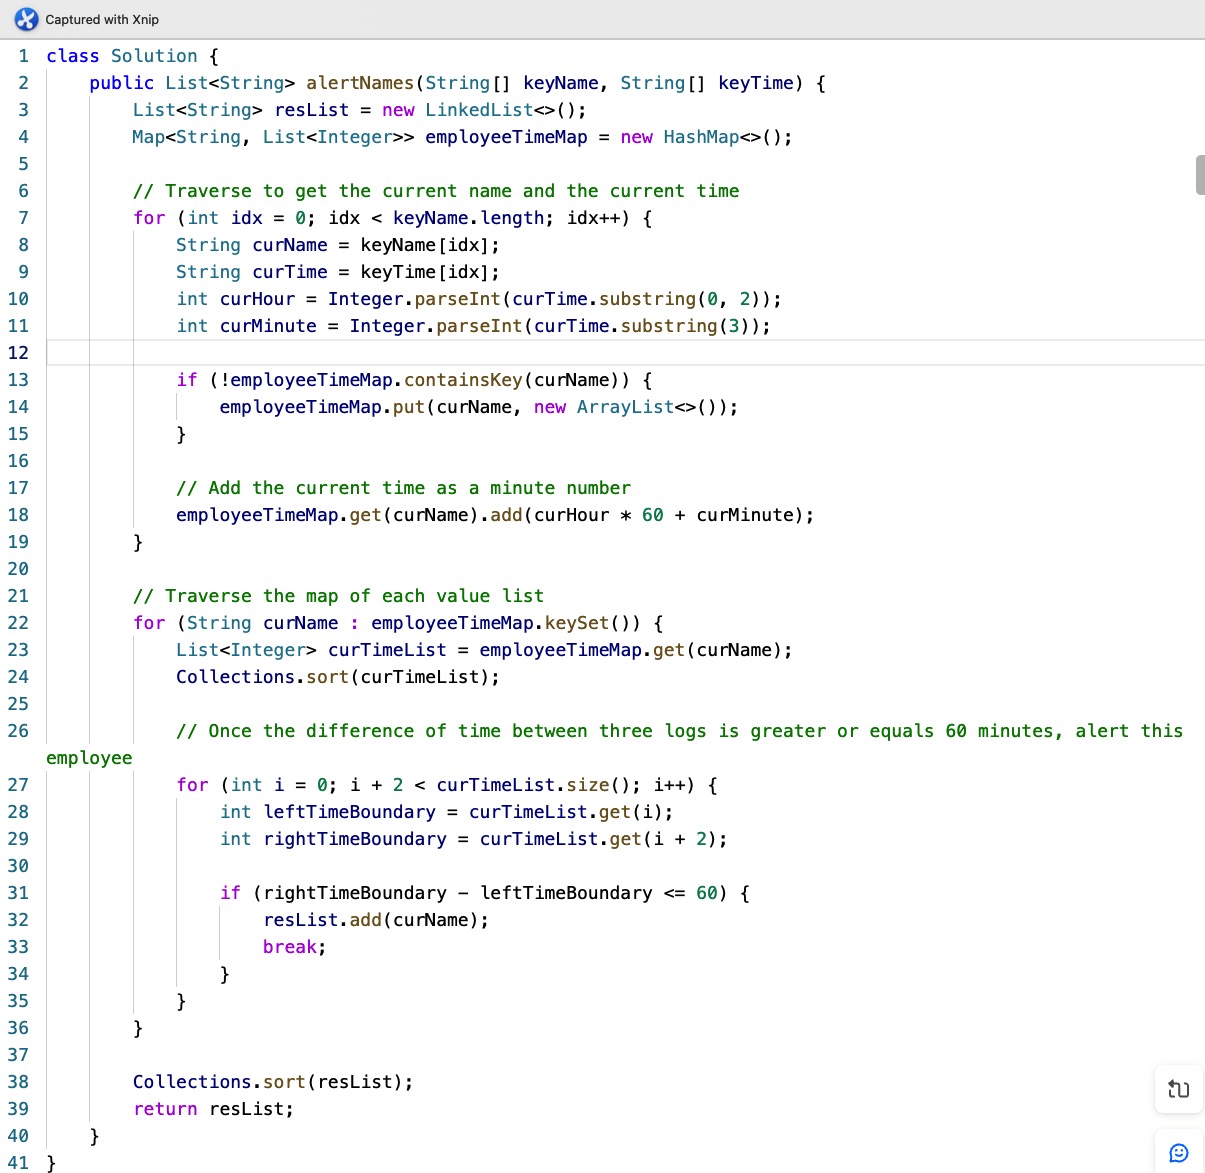 Captured with Xnip
1 class Solution {
2 public List<String> alertNames(String[] keyName, String[] keyTime) {
3 List<String> resList = new LinkedList<>();
4 Map<String, List<Integer>> employeeTimeMap = new HashMap<>();
5
6 // Traverse to get the current name and the current time
7 for (int idx = 0; idx < keyName.length; idx++) {
8 String curName = keyName[idx];
9 String curTime = keyTime[idx];
10 int curHour = Integer.parseInt(curTime.substring(0, 2));
11 int curMinute = Integer.parseInt(curTime.substring(3));
12
13 if (!employeeTimeMap.containsKey(curName)) {
14 employeeTimeMap.put(curName, new ArrayList<>());
15 }
16
17 // Add the current time as a minute number
18 employeeTimeMap.get(curName).add(curHour * 60 + curMinute);
19 }
20
21 // Traverse the map of each value list
22 for (String curName : employeeTimeMap.keySet()) {
23 List<Integer> curTimeList = employeeTimeMap.get(curName);
24 Collections.sort(curTimeList);
25
26 // Once the difference of time between three logs is greater or equals 60 minutes, alert this
employee
27 for (int i = 0; i + 2 < curTimeList.size(); i++) {
28 int leftTimeBoundary = curTimeList.get(i);
29 int rightTimeBoundary = curTimeList.get(i + 2);
30
31 if (rightTimeBoundary - leftTimeBoundary <= 60) {
32 resList.add(curName);
33 break;
34 }
35 }
36 }
37
38 Collections.sort(resList);
39 return resList;
40 }
41 }